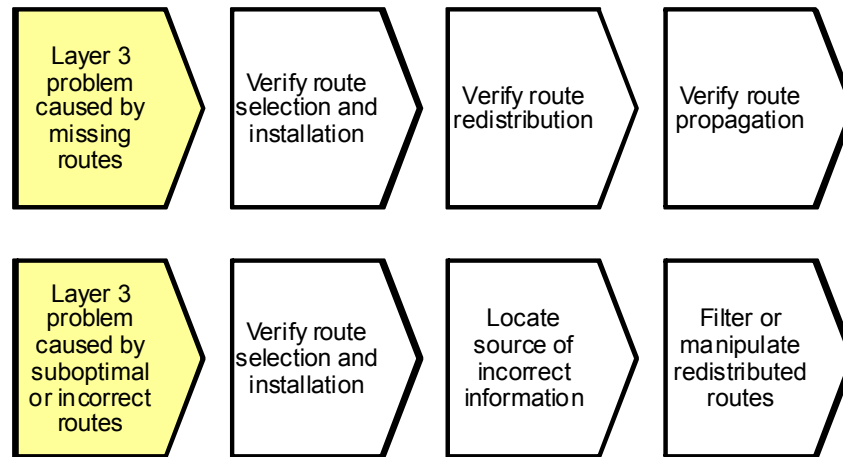 Layer 3
problem
caused by
missing
routes
Verify route
selection and
installation
Verify route
redistribution
Verify route
propagation
Layer 3
problem
caused by
suboptimal
or incorrect
routes
Verify route
selection and
installation
Locate
source of
incorrect
information
Filter or
manipulate
redistributed
routes